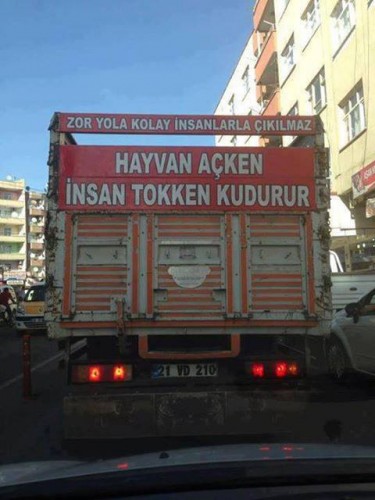 ZOR YOLA KOLAY İNSANLARLA ÇIKILMAZ
HAYVAN AÇKEN
İNSAN TOKKEN KUDURUR
21 VD 210